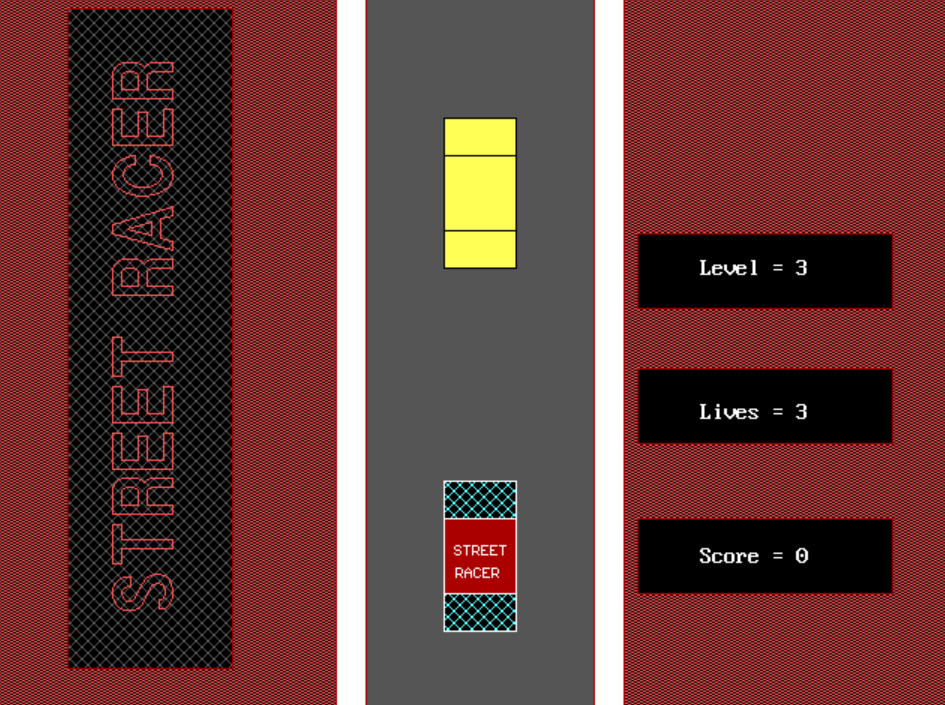 STREET RACER
Level = 3
Lives = 3
STREET
RACER
Score = 0